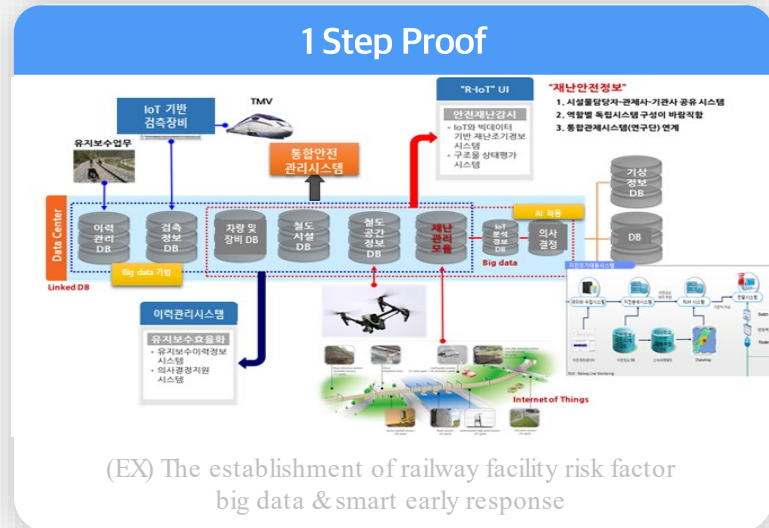 1 Step Proof
IoT 기반
검측장비
TMV
유지보수업무
통합안전
관리시스템
"R-IoT" UI
안전재난감시
• IoT와 빅데이터
기반 재난조기경보
시스템
• 구조물 상태평가
시스템
"재난안전정보"
1. 시설물담당자-관제사-기관사 공유 시스템
2. 역할별 독립시스템 구성이 바람직함
3. 통합관제시스템(연구단) 연계
Data Center
이력
관리
DB
검측
정보
DB
차량 및
장비 DB
철도
시설
DB
철도
공간
정보
DB
재난
관리
모듈
IoT
분석
정보
DB
의사
결정
AI 적용
기상
정보
DB
DB
Big data 기법
Big data
Linked DB
이력관리시스템
유지보수효율화
• 유지보수이력정보
시스템
• 의사결정지원
시스템
Internet of Things
(EX) The establishment of railway facility risk factor
big data & smart early response